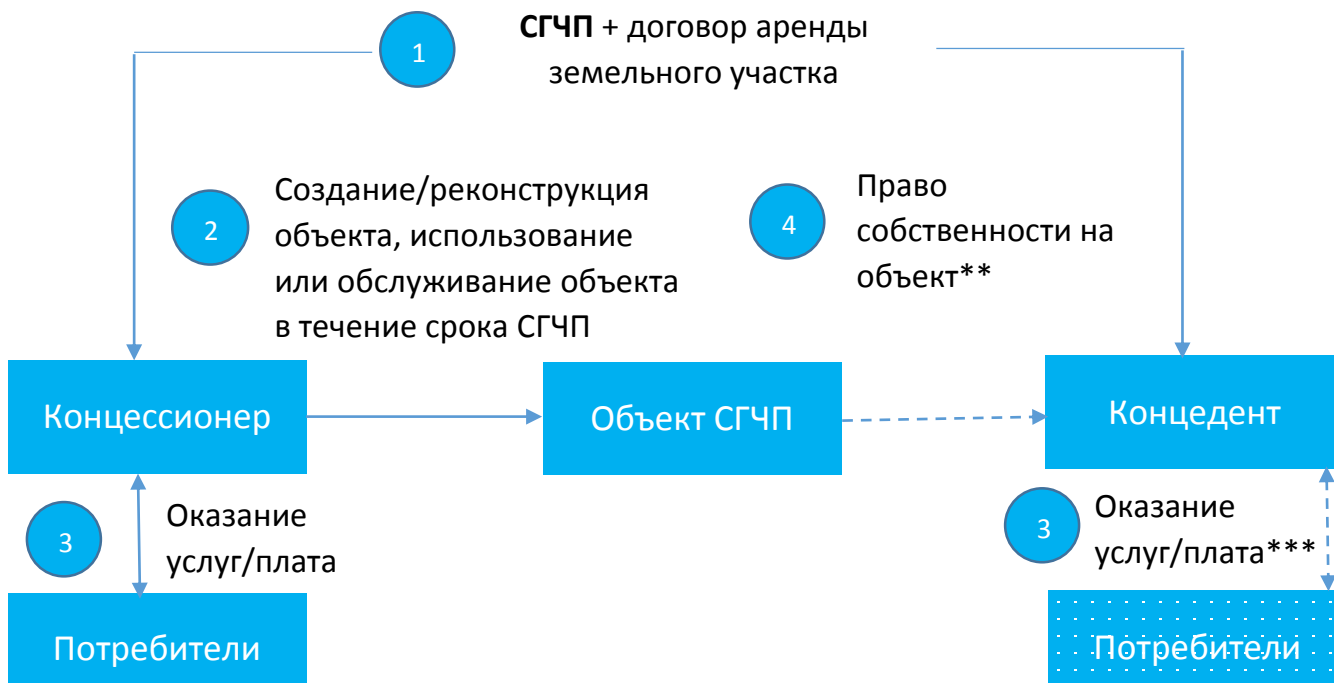 1
СГЧП + договор аренды
земельного участка
2
Создание/реконструкция
объекта, использование
или обслуживание объекта
в течение срока СГЧП
4
Право
собственности на
объект**
Концессионер
Объект СГЧП
Концедент
3
Оказание
услуг/плата
3
Оказание
услуг/плата***
Потребители
Потребители